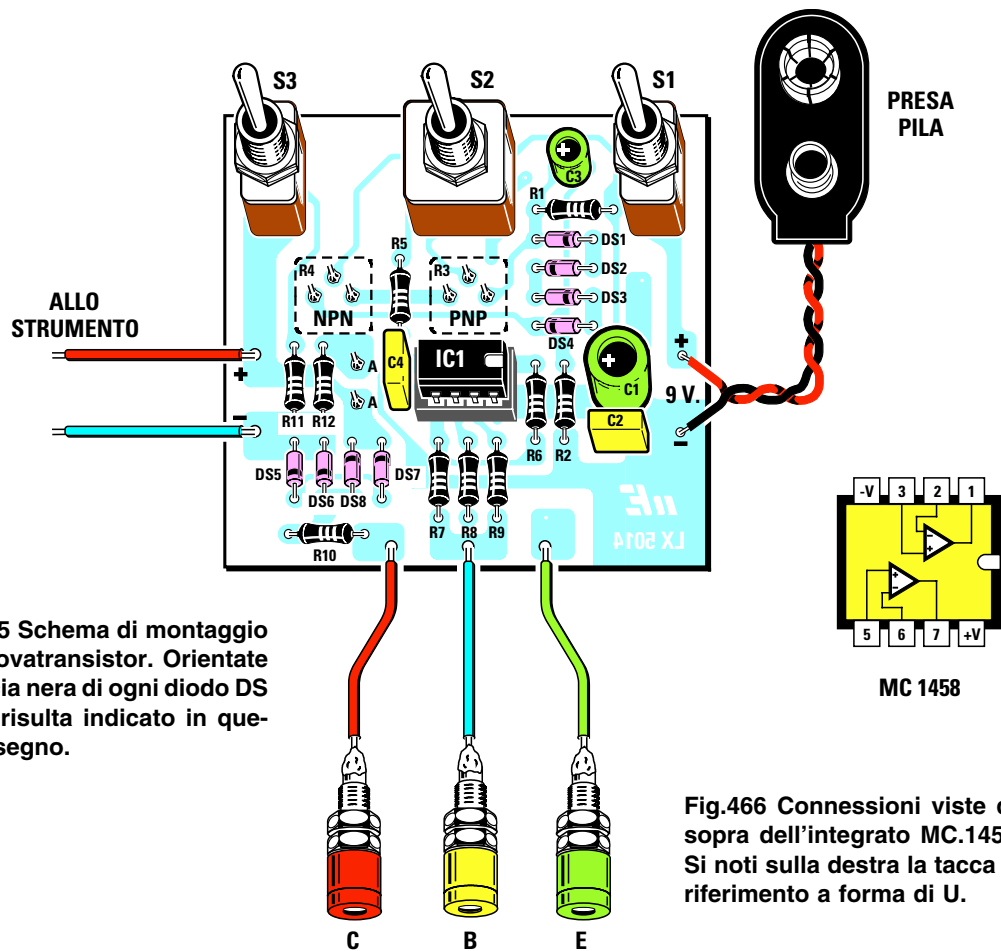 S3
S2
S1
PRESA
PILA
C3
R1
DS1
DS2
DS3
DS4
R5
R4
R3
NPN
PNP
ALLO
STRUMENTO
+
–
A
A
C4
IC1
C1
C2
+
9 V.
–
R11
R12
R6
R2
DS5
DS6
DS8
DS7
R7
R8
R9
R10
LX 5014
-V
3
2
1
5
6
7
+V
MC 1458
5 Schema di montaggio
ovatransistor. Orientate
ia nera di ogni diodo DS
risulta indicato in que-
segno.
C
B
E
Fig.466 Connessioni viste
sopra dell'integrato MC.145
Si noti sulla destra la tacca
riferimento a forma di U.